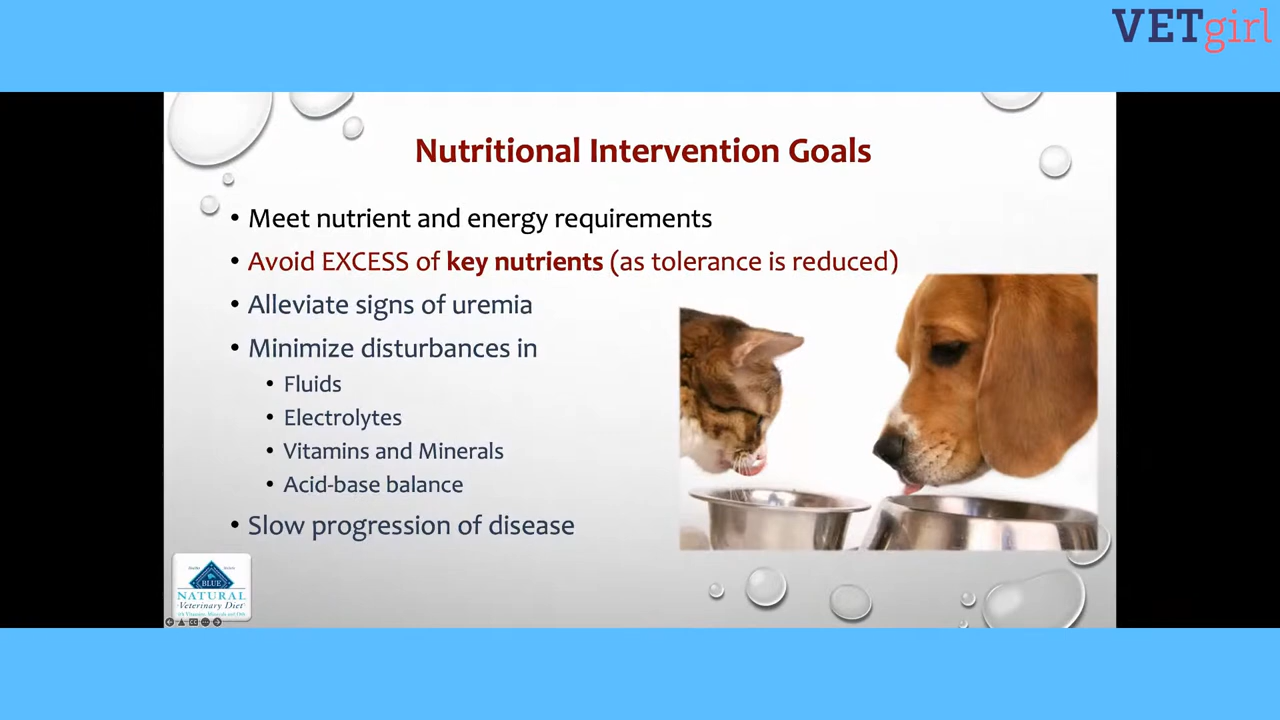 VETgirl
Nutritional Intervention Goals
• Meet nutrient and energy requirements
• Avoid EXCESS of key nutrients (as tolerance is reduced)
• Alleviate signs of uremia
• Minimize disturbances in
• Fluids
• Electrolytes
• Vitamins and Minerals
• Acid-base balance
• Slow progression of disease
BLUE
NATURAL
Veterinary Diet